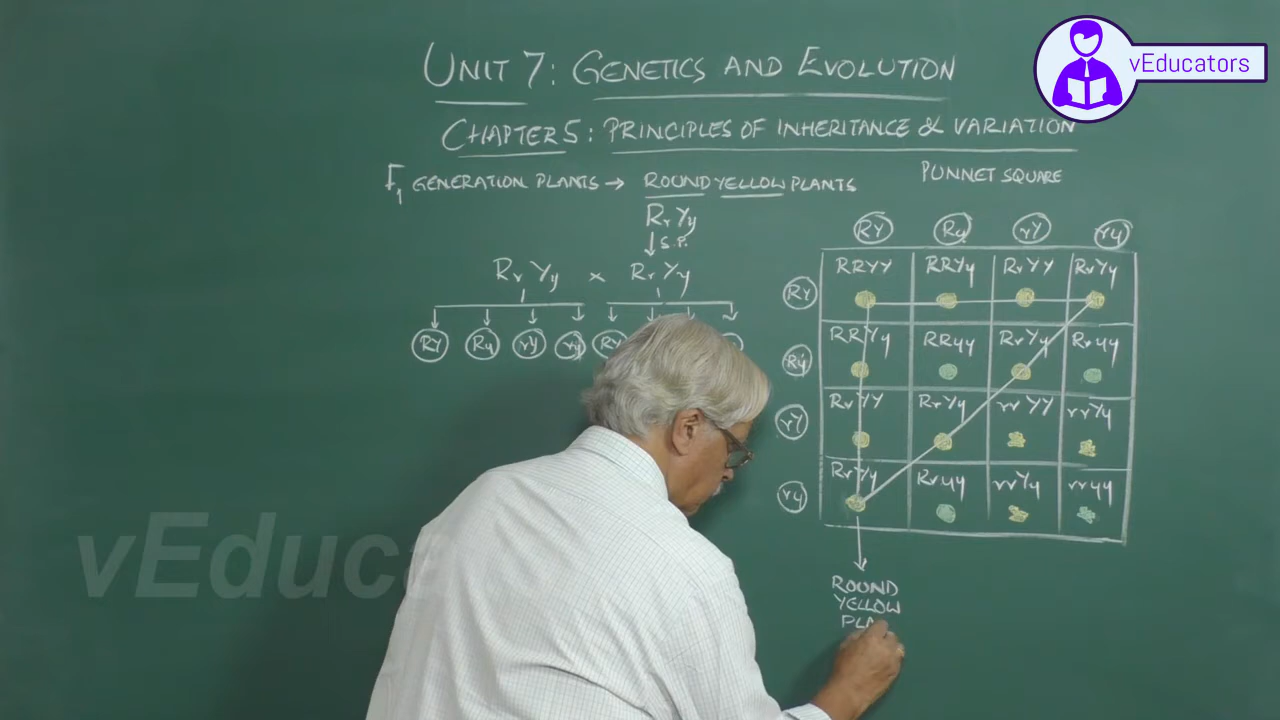 vEducators
UNIT 7: GENETICS AND EVOLUTION
CHAPTER 5: PRINCIPLES OF INHERITANCE & VARIATION
F1 GENERATION PLANTS → ROUND YELLOW PLANTS
RrYy
↓ S.P.
RrYy × RrYy
RY Ry rY ry
PUNNET SQUARE
RY Ry rY ry
RY RRYY RRYy RrYY RrYy
Ry RRYy RRyy RrYy Rryy
rY RrYY RrYy rrYY rrYy
ry RrYy Rryy rrYy rryy
ROUND
YELLOW
PLA
vEduca